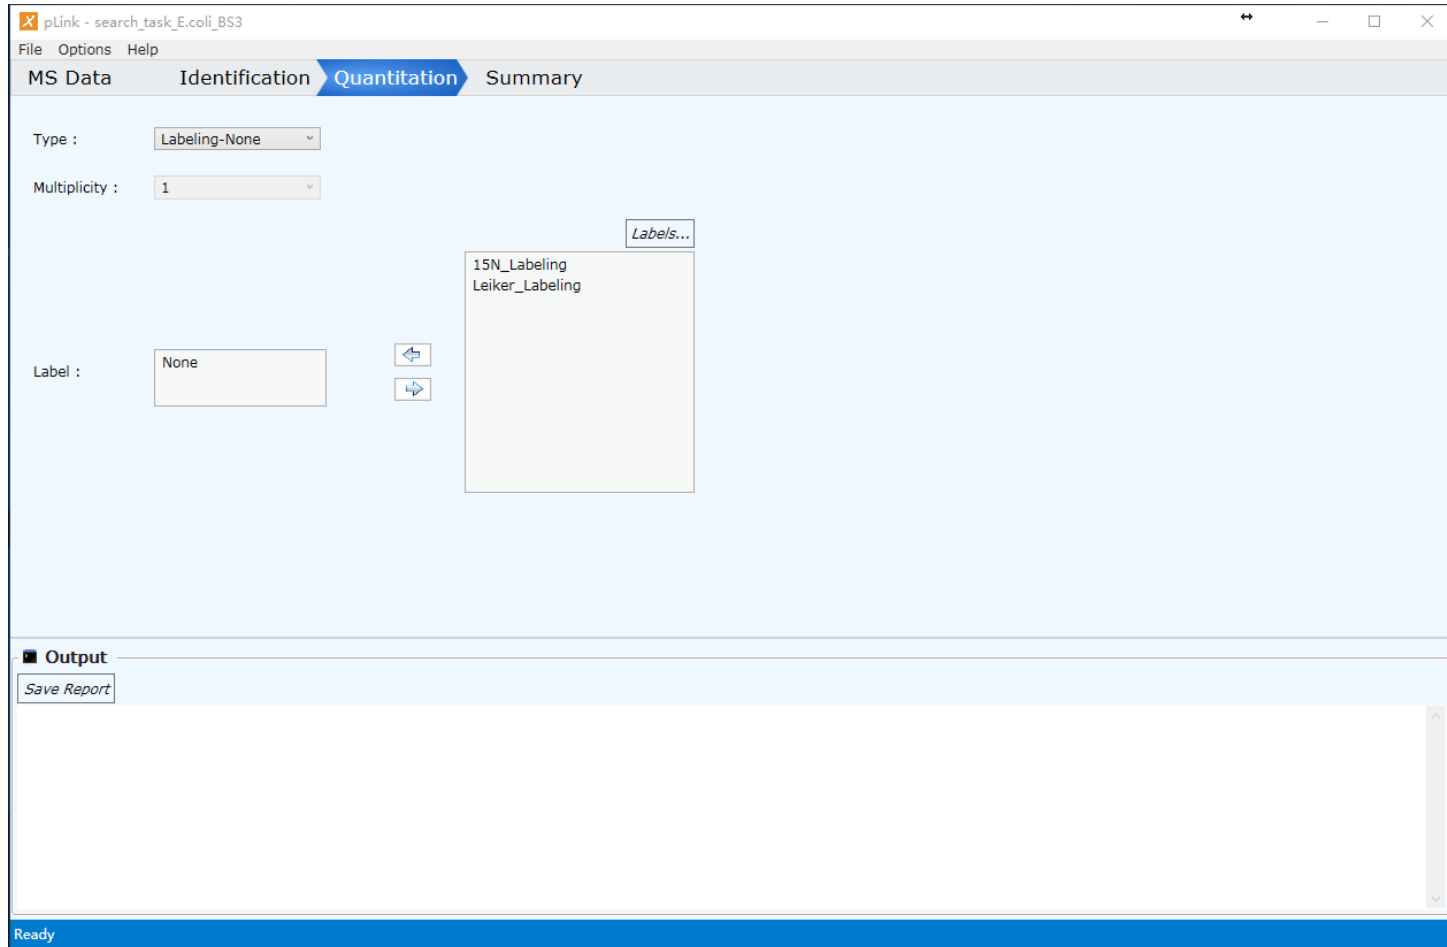 pLink - search_task_E.coli_BS3
File Options Help
MS Data Identification Quantitation Summary
Type : Labeling-None
Multiplicity : 1
Labels...
15N_Labeling
Leiker_Labeling
Label : None
Output
Save Report
Ready